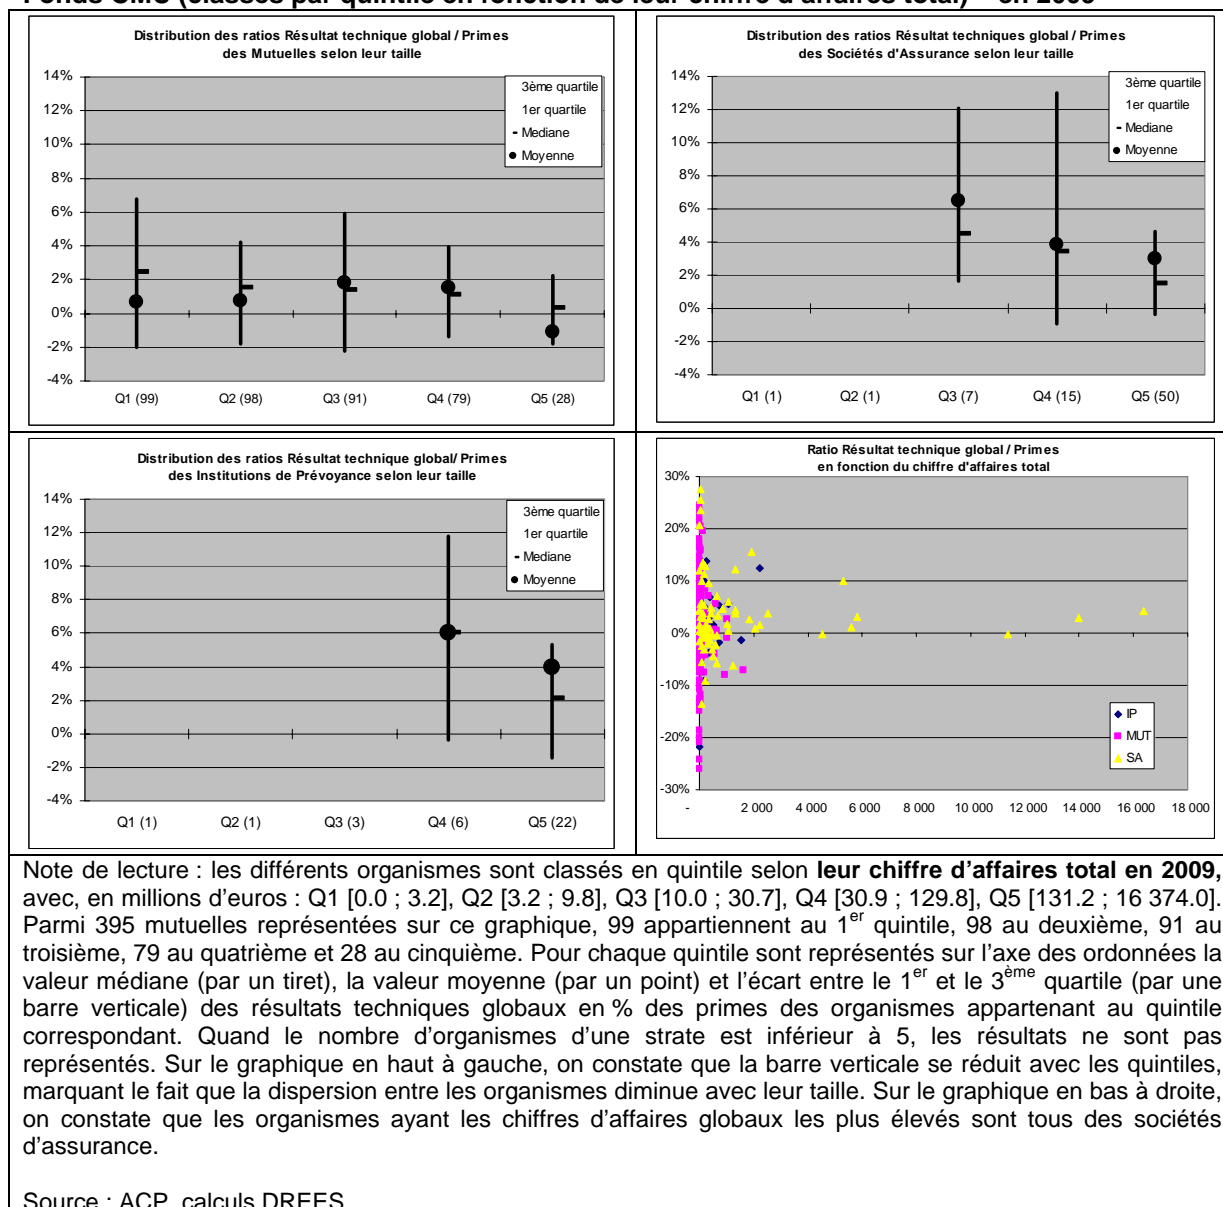 Fonds CMU (classés par quintile en fonction de leur chiffre d'affaires total) – en 2009
Distribution des ratios Résultat technique global / Primes
des Mutuelles selon leur taille
14%
12%
10%
8%
6%
4%
2%
0%
-2%
-4%
3ème quartile
1er quartile
Mediane
Moyenne
Q1 (99) Q2 (98) Q3 (91) Q4 (79) Q5 (28)
Distribution des ratios Résultat techniques global / Primes
des Sociétés d'Assurance selon leur taille
14%
12%
10%
8%
6%
4%
2%
0%
-2%
-4%
3ème quartile
1er quartile
Mediane
Moyenne
Q1 (1) Q2 (1) Q3 (7) Q4 (15) Q5 (50)
Distribution des ratios Résultat technique global/ Primes
des Institutions de Prévoyance selon leur taille
14%
12%
10%
8%
6%
4%
2%
0%
-2%
-4%
3ème quartile
1er quartile
Mediane
Moyenne
Q1 (1) Q2 (1) Q3 (3) Q4 (6) Q5 (22)
Ratio Résultat technique global / Primes
en fonction du chiffre d'affaires total
30%
20%
10%
0%
-10%
-20%
-30%
IP
MUT
SA
- 2 000 4 000 6 000 8 000 10 000 12 000 14 000 16 000 18 000
Note de lecture : les différents organismes sont classés en quintile selon leur chiffre d'affaires total en 2009,
avec, en millions d'euros : Q1 [0.0 ; 3.2], Q2 [3.2 ; 9.8], Q3 [10.0 ; 30.7], Q4 [30.9 ; 129.8], Q5 [131.2 ; 16 374.0].
Parmi 395 mutuelles représentées sur ce graphique, 99 appartiennent au 1er quintile, 98 au deuxième, 91 au
troisième, 79 au quatrième et 28 au cinquième. Pour chaque quintile sont représentés sur l'axe des ordonnées la
valeur médiane (par un tiret), la valeur moyenne (par un point) et l'écart entre le 1er et le 3ème quartile (par une
barre verticale) des résultats techniques globaux en % des primes des organismes appartenant au quintile
correspondant. Quand le nombre d'organismes d'une strate est inférieur à 5, les résultats ne sont pas
représentés. Sur le graphique en haut à gauche, on constate que la barre verticale se réduit avec les quintiles,
marquant le fait que la dispersion entre les organismes diminue avec leur taille. Sur le graphique en bas à droite,
on constate que les organismes ayant les chiffres d'affaires globaux les plus élevés sont tous des sociétés
d'assurance.
Source : ACP, calculs DREES